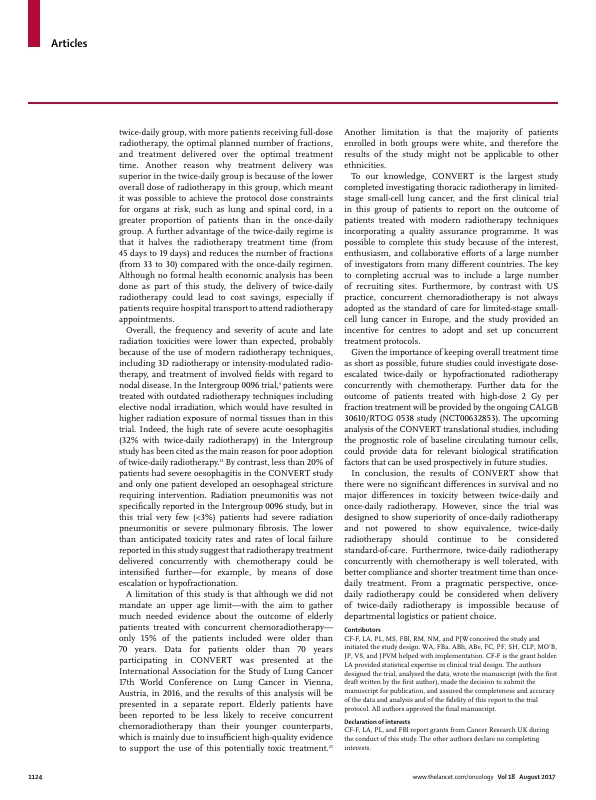 Articles
twice-daily group, with more patients receiving full-dose
radiotherapy, the optimal planned number of fractions,
and treatment delivered over the optimal treatment
time. Another reason why treatment delivery was
superior in the twice-daily group is because of the lower
overall dose of radiotherapy in this group, which meant
it was possible to achieve the protocol dose constraints
for organs at risk, such as lung and spinal cord, in a
greater proportion of patients than in the once-daily
group. A further advantage of the twice-daily regime is
that it halves the radiotherapy treatment time (from
45 days to 19 days) and reduces the number of fractions
(from 33 to 30) compared with the once-daily regimen.
Although no formal health economic analysis has been
done as part of this study, the delivery of twice-daily
radiotherapy could lead to cost savings, especially if
patients require hospital transport to attend radiotherapy
appointments.
Overall, the frequency and severity of acute and late
radiation toxicities were lower than expected, probably
because of the use of modern radiotherapy techniques,
including 3D radiotherapy or intensity-modulated radio-
therapy, and treatment of involved fields with regard to
nodal disease. In the Intergroup 0096 trial,⁴ patients were
treated with outdated radiotherapy techniques including
elective nodal irradiation, which would have resulted in
higher radiation exposure of normal tissues than in this
trial. Indeed, the high rate of severe acute oesophagitis
(32% with twice-daily radiotherapy) in the Intergroup
study has been cited as the main reason for poor adoption
of twice-daily radiotherapy.¹¹ By contrast, less than 20% of
patients had severe oesophagitis in the CONVERT study
and only one patient developed an oesophageal stricture
requiring intervention. Radiation pneumonitis was not
specifically reported in the Intergroup 0096 study, but in
this trial very few (<3%) patients had severe radiation
pneumonitis or severe pulmonary fibrosis. The lower
than anticipated toxicity rates and rates of local failure
reported in this study suggest that radiotherapy treatment
delivered concurrently with chemotherapy could be
intensified further—for example, by means of dose
escalation or hypofractionation.
A limitation of this study is that although we did not
mandate an upper age limit—with the aim to gather
much needed evidence about the outcome of elderly
patients treated with concurrent chemoradiotherapy—
only 15% of the patients included were older than
70 years. Data for patients older than 70 years
participating in CONVERT was presented at the
International Association for the Study of Lung Cancer
17th World Conference on Lung Cancer in Vienna,
Austria, in 2016, and the results of this analysis will be
presented in a separate report. Elderly patients have
been reported to be less likely to receive concurrent
chemoradiation than their younger counterparts,
which is mainly due to insufficient high-quality evidence
to support the use of this potentially toxic treatment.²³
Another limitation is that the majority of patients
enrolled in both groups were white, and therefore the
results of the study might not be applicable to other
ethnicities.
To our knowledge, CONVERT is the largest study
completed investigating thoracic radiotherapy in limited-
stage small-cell lung cancer, and the first clinical trial
in this group of patients to report on the outcome of
patients treated with modern radiotherapy techniques
incorporating a quality assurance programme. It was
possible to complete this study because of the interest,
enthusiasm, and collaborative efforts of a large number
of investigators from many different countries. The key
to completing accrual was to include a large number
of recruiting sites. Furthermore, by contrast with US
practice, concurrent chemoradiotherapy is not always
adopted as the standard of care for limited-stage small-
cell lung cancer in Europe, and the study provided an
incentive for centres to adopt and set up concurrent
treatment protocols.
Given the importance of keeping overall treatment time
as short as possible, future studies could investigate dose-
escalated twice-daily or hypofractionated radiotherapy
concurrently with chemotherapy. Further data for the
outcome of patients treated with high-dose 2 Gy per
fraction treatment will be provided by the ongoing CALGB
30610/RTOG 0538 study (NCT00632853). The upcoming
analysis of the CONVERT translational studies, including
the prognostic role of baseline circulating tumour cells,
could provide data for relevant biological stratification
factors that can be used prospectively in future studies.
In conclusion, the results of CONVERT show that
there were no significant differences in survival and no
major differences in toxicity between twice-daily and
once-daily radiotherapy. However, since the trial was
designed to show superiority of once-daily radiotherapy
and not powered to show equivalence, twice-daily
radiotherapy should continue to be considered
standard-of-care. Furthermore, twice-daily radiotherapy
concurrently with chemotherapy is well tolerated, with
better compliance and shorter treatment time than once-
daily treatment. From a pragmatic perspective, once-
daily radiotherapy could be considered when delivery
of twice-daily radiotherapy is impossible because of
departmental logistics or patient choice.
Contributors
CF-F, LA, PL, MS, FBl, RM, NM, and PJW conceived the study and
initiated the study design. WA, FBa, ABh, ABe, FC, PF, SH, CLP, MO'B,
JP, VS, and JPVM helped with implementation. CF-F is the grant holder.
LA provided statistical expertise in clinical trial design. The authors
designed the trial, analysed the data, wrote the manuscript (with the first
draft written by the first author), made the decision to submit the
manuscript for publication, and assured the completeness and accuracy
of the data and analysis and of the fidelity of this report to the trial
protocol. All authors approved the final manuscript.
Declaration of interests
CF-F, LA, PL, and FBl report grants from Cancer Research UK during
the conduct of this study. The other authors declare no competing
interests.
1124
www.thelancet.com/oncology Vol 18 August 2017